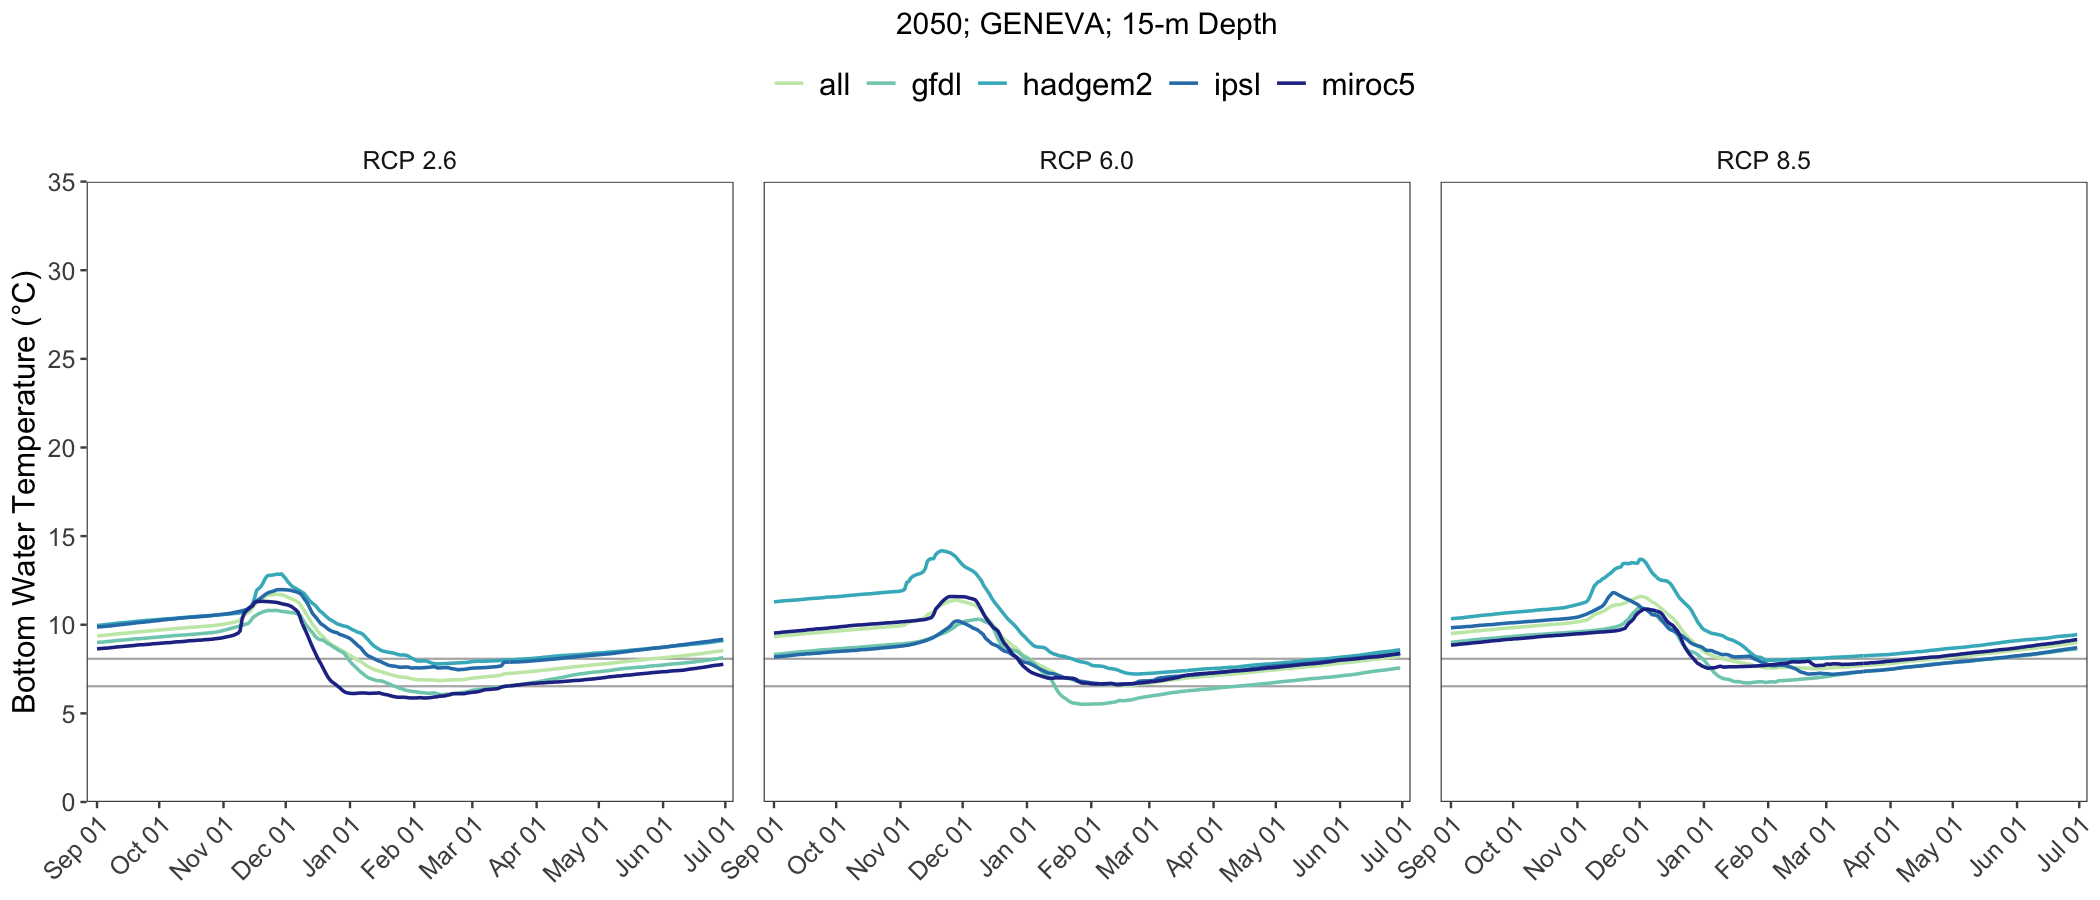 2050; GENEVA; 15-m Depth
all gfdl hadgem2 ipsl miroc5
RCP 2.6 RCP 6.0 RCP 8.5
Bottom Water Temperature (°C)
35
30
25
20
15
10
5
0
Sep 01 Oct 01 Nov 01 Dec 01 Jan 01 Feb 01 Mar 01 Apr 01 May 01 Jun 01 Jul 01 Sep 01 Oct 01 Nov 01 Dec 01 Jan 01 Feb 01 Mar 01 Apr 01 May 01 Jun 01 Jul 01 Sep 01 Oct 01 Nov 01 Dec 01 Jan 01 Feb 01 Mar 01 Apr 01 May 01 Jun 01 Jul 01